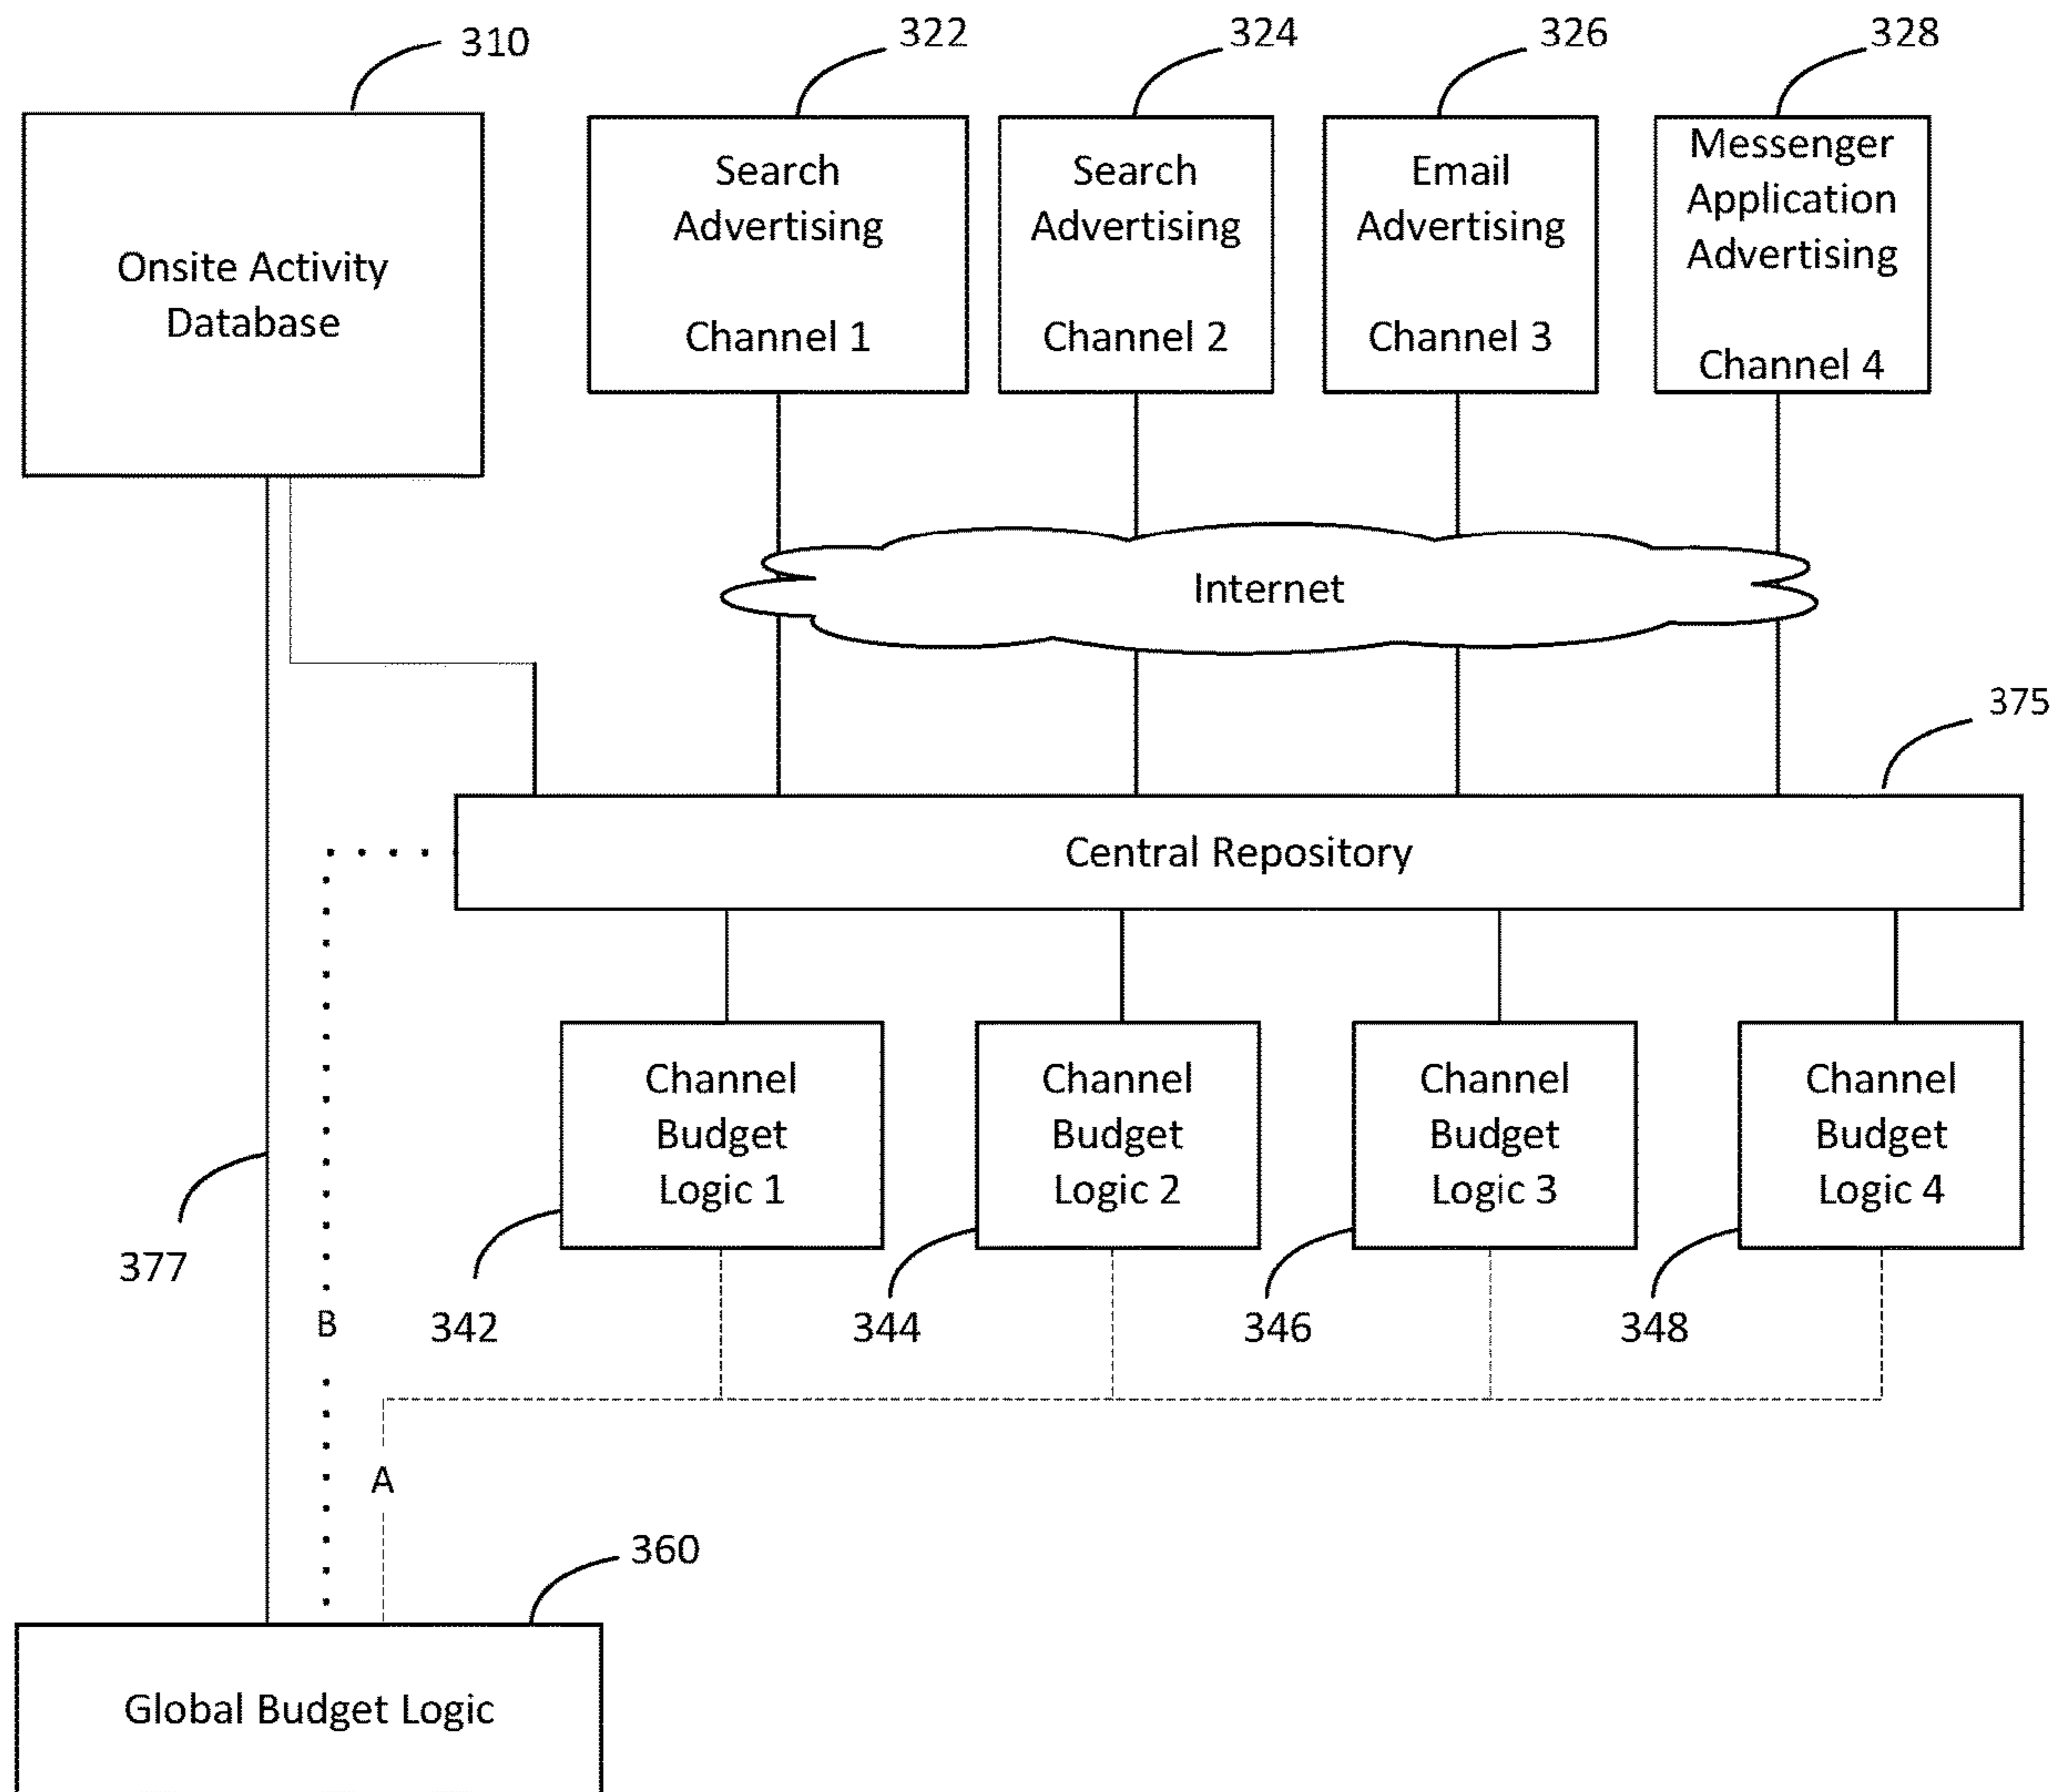 310
322
324
326
328
Onsite Activity
Database
Search
Advertising
Channel 1
Search
Advertising
Channel 2
Email
Advertising
Channel 3
Messenger
Application
Advertising
Channel 4
Internet
375
Central Repository
Channel
Budget
Logic 1
Channel
Budget
Logic 2
Channel
Budget
Logic 3
Channel
Budget
Logic 4
377
B
342
344
346
348
A
360
Global Budget Logic